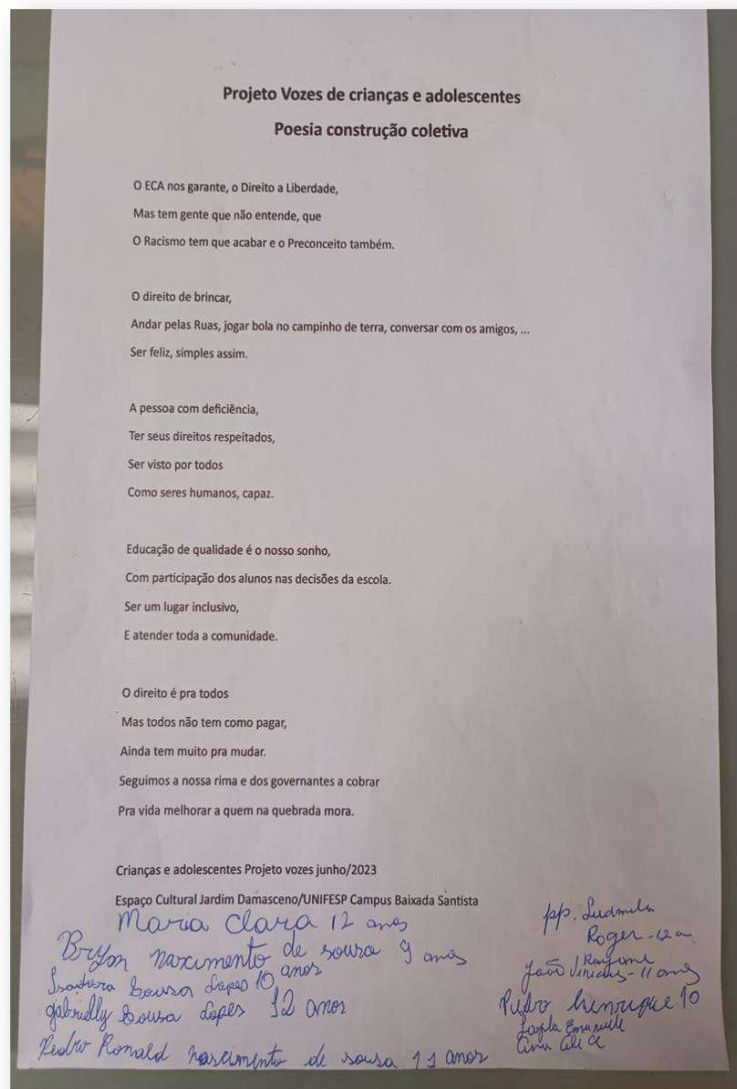 Projeto Vozes de crianças e adolescentes
Poesia construção coletiva
O ECA nos garante, o Direito a Liberdade,
Mas tem gente que não entende, que
O Racismo tem que acabar e o Preconceito também.
O direito de brincar,
Andar pelas Ruas, jogar bola no campinho de terra, conversar com os amigos, ...
Ser feliz, simples assim.
A pessoa com deficiência,
Ter seus direitos respeitados,
Ser visto por todos
Como seres humanos, capaz.
Educação de qualidade é o nosso sonho,
Com participação dos alunos nas decisões da escola.
Ser um lugar inclusivo,
E atender toda a comunidade.
O direito é pra todos
Mas todos não tem como pagar,
Ainda tem muito pra mudar.
Seguimos a nossa rima e dos governantes a cobrar
Pra vida melhorar a quem na quebrada mora.
Crianças e adolescentes Projeto vozes junho/2023
Espaço Cultural Jardim Damasceno/UNIFESP Campus Baixada Santista
Maria Clara 12 anos
nascimento de sousa 9 anos
Sousa Lopes 10 anos
gabrielly Sousa Lopes 12 anos
Pedro Ronald nascimento de sousa 11 anos
pp. Ludmila
Roger
João Vinicius - 11 anos
Pedro henrique 10
Emanuelle